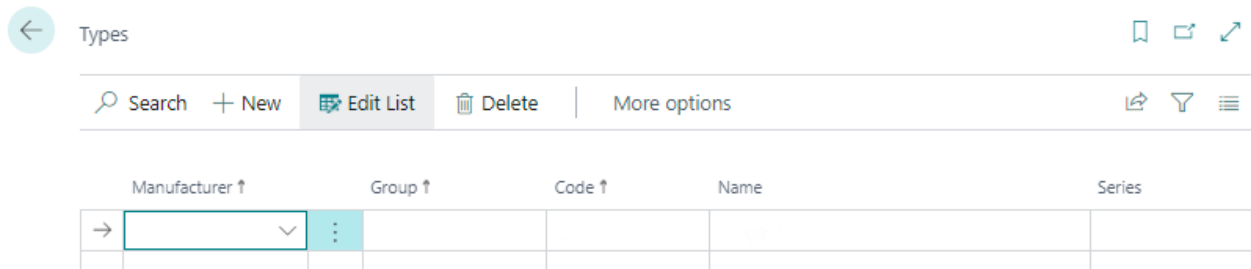 Types
Search New Edit List Delete More options
Manufacturer ↑ Group ↑ Code ↑ Name Series